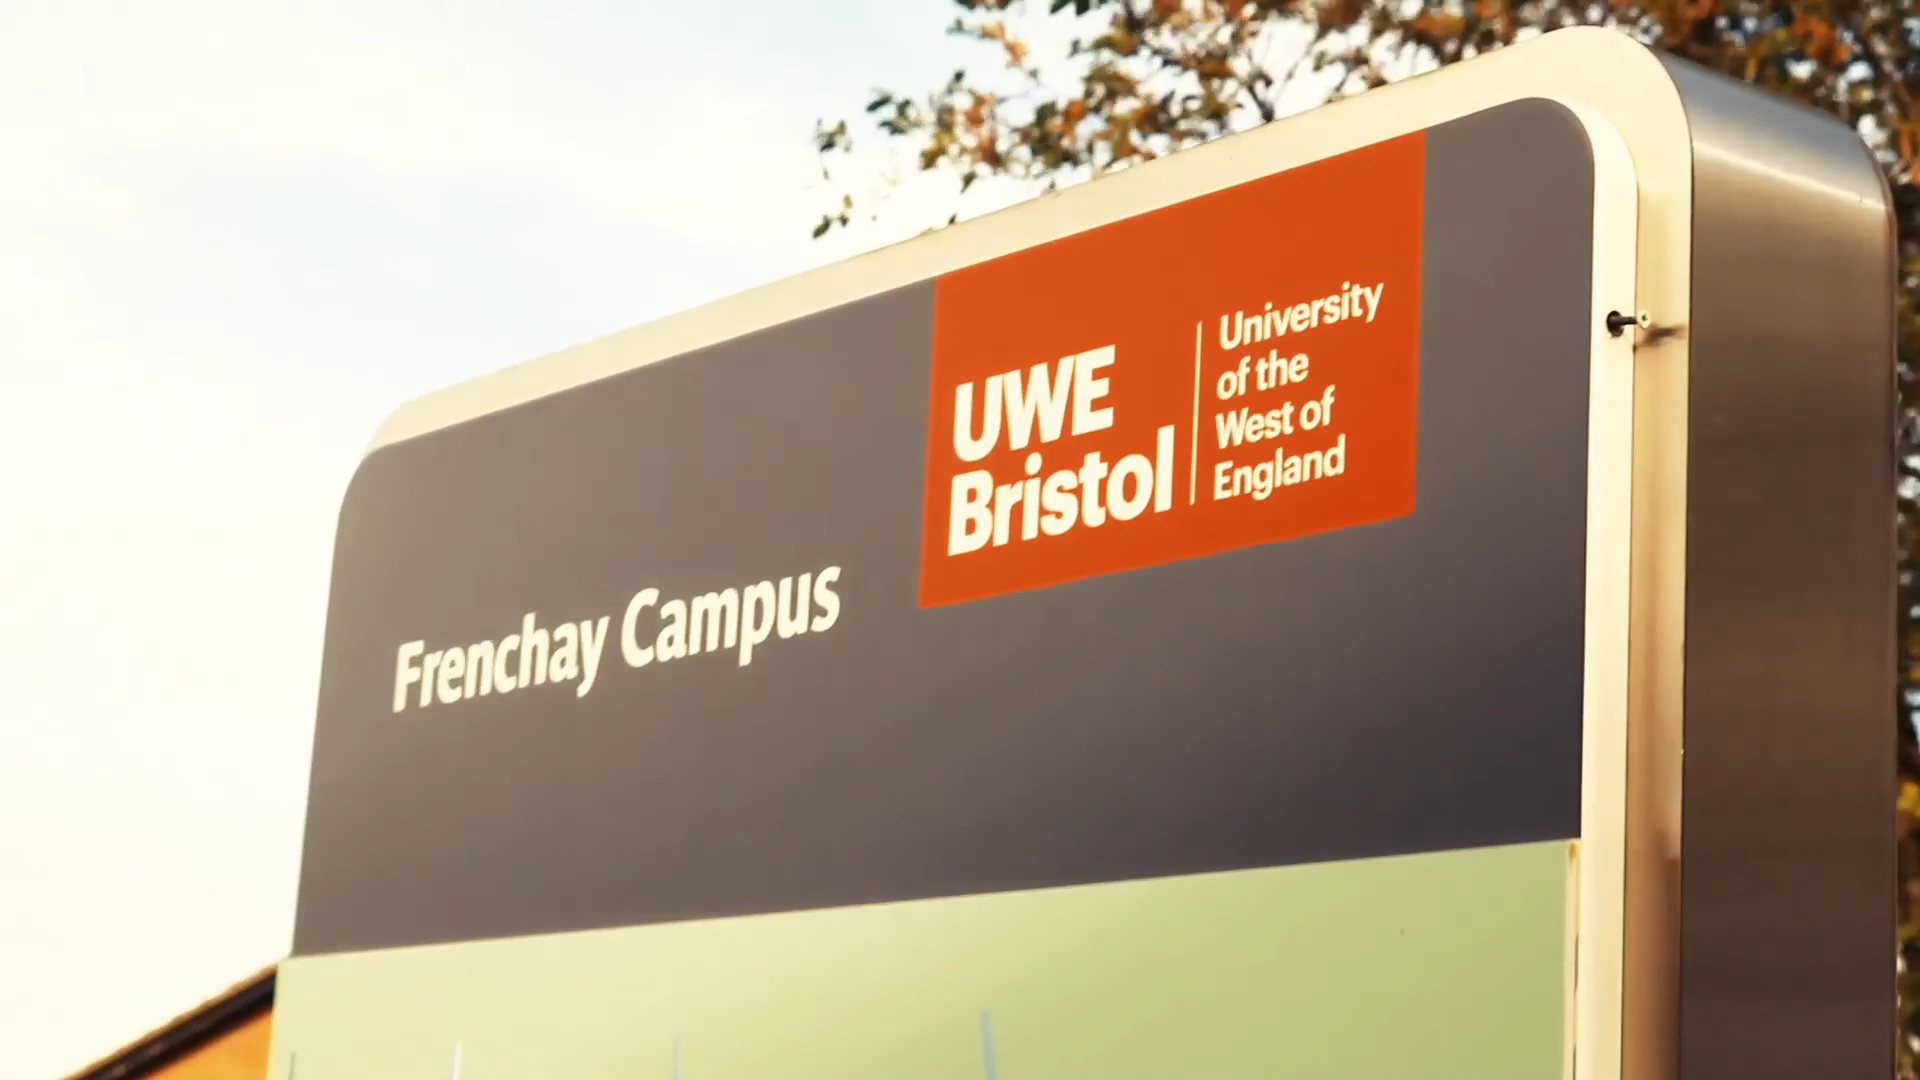 UWE
Bristol
University
of the
West of
England
Frenchay Campus